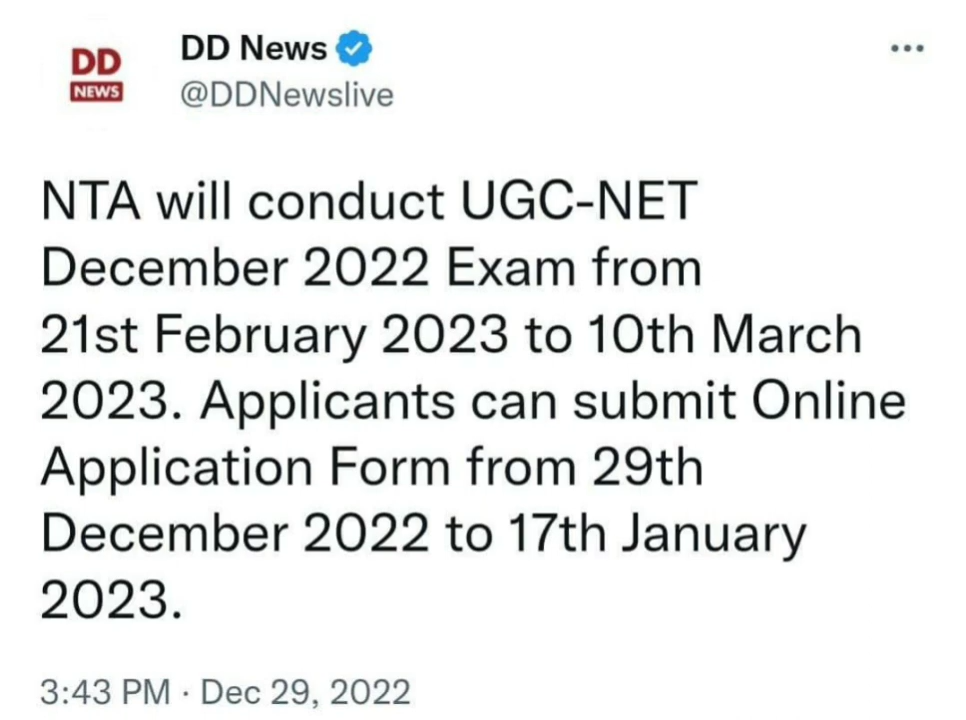 DD News
DD
NEWS
@DDNewslive
NTA will conduct UGC-NET
December 2022 Exam from
21st February 2023 to 10th March
2023. Applicants can submit Online
Application Form from 29th
December 2022 to 17th January
2023.
3:43 PM · Dec 29, 2022